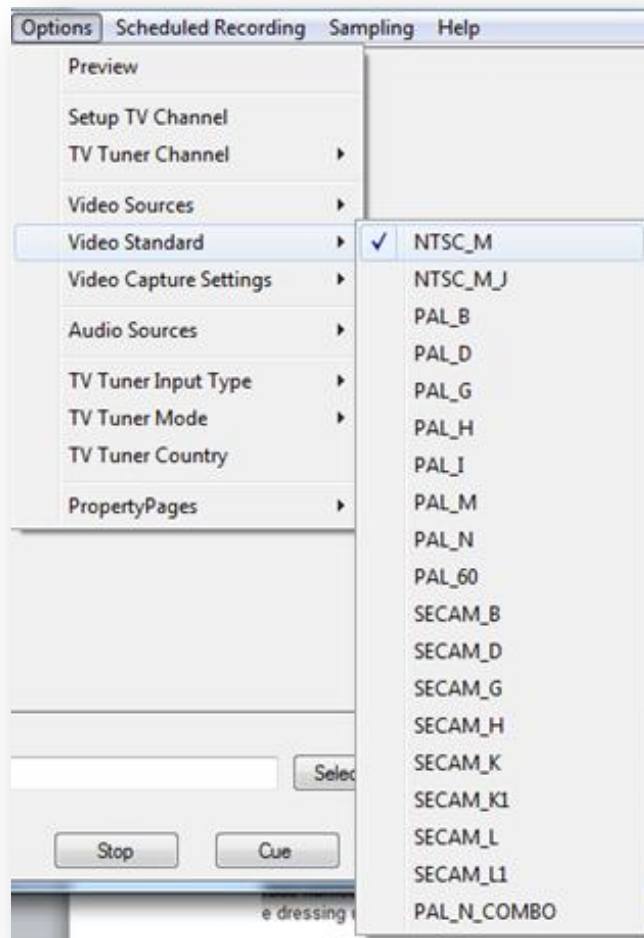 Options Scheduled Recording Sampling Help
Preview
Setup TV Channel
TV Tuner Channel
Video Sources
Video Standard
Video Capture Settings
Audio Sources
TV Tuner Input Type
TV Tuner Mode
TV Tuner Country
PropertyPages
NTSC_M
NTSC_M_J
PAL_B
PAL_D
PAL_G
PAL_H
PAL_I
PAL_M
PAL_N
PAL_60
SECAM_B
SECAM_D
SECAM_G
SECAM_H
SECAM_K
SECAM_K1
SECAM_L
SECAM_L1
PAL_N_COMBO
Selec
Stop Cue
e dressing